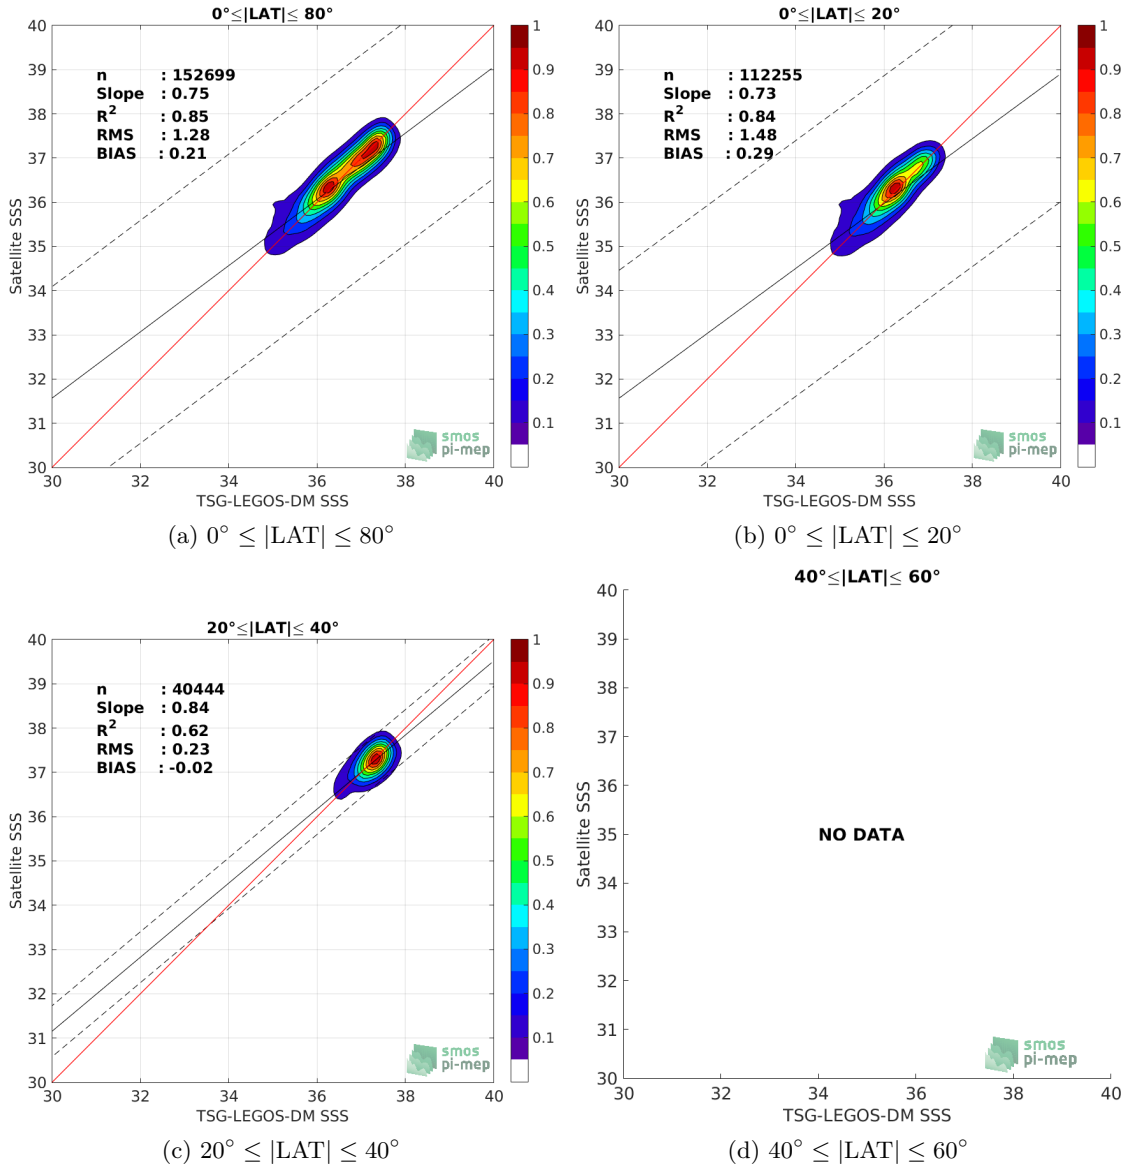 0°≤|LAT|≤ 80°
n : 152699
Slope : 0.75
R² : 0.85
RMS : 1.28
BIAS : 0.21
Satellite SSS
40
39
38
37
36
35
34
33
32
31
30
30 32 34 36 38 40
TSG-LEGOS-DM SSS
1
0.9
0.8
0.7
0.6
0.5
0.4
0.3
0.2
0.1
smos
pi-mep
(a) 0° ≤ |LAT| ≤ 80°
0°≤|LAT|≤ 20°
n : 112255
Slope : 0.73
R² : 0.84
RMS : 1.48
BIAS : 0.29
Satellite SSS
40
39
38
37
36
35
34
33
32
31
30
30 32 34 36 38 40
TSG-LEGOS-DM SSS
1
0.9
0.8
0.7
0.6
0.5
0.4
0.3
0.2
0.1
smos
pi-mep
(b) 0° ≤ |LAT| ≤ 20°
20°≤|LAT|≤ 40°
n : 40444
Slope : 0.84
R² : 0.62
RMS : 0.23
BIAS : -0.02
Satellite SSS
40
39
38
37
36
35
34
33
32
31
30
30 32 34 36 38 40
TSG-LEGOS-DM SSS
1
0.9
0.8
0.7
0.6
0.5
0.4
0.3
0.2
0.1
smos
pi-mep
(c) 20° ≤ |LAT| ≤ 40°
40°≤|LAT|≤ 60°
NO DATA
Satellite SSS
40
39
38
37
36
35
34
33
32
31
30
30 32 34 36 38 40
TSG-LEGOS-DM SSS
smos
pi-mep
(d) 40° ≤ |LAT| ≤ 60°